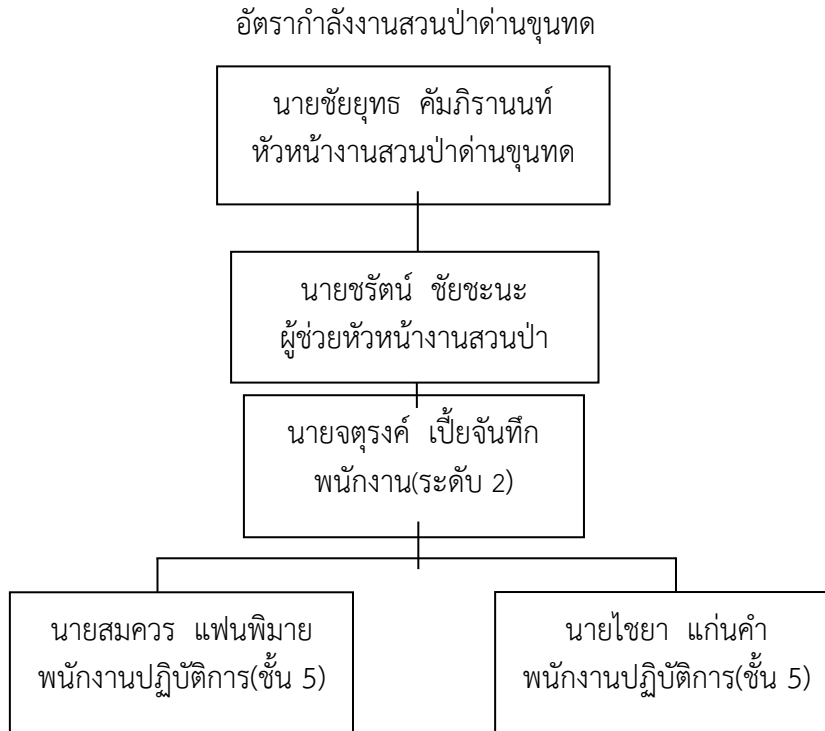 อัตรากำลังงานสวนป่าด่านขุนทด
นายชัยยุทธ คัมภิรานนท์
หัวหน้างานสวนป่าด่านขุนทด
นายชรัตน์ ชัยชะนะ
ผู้ช่วยหัวหน้างานสวนป่า
นายจตุรงค์ เปี้ยจันทึก
พนักงาน(ระดับ 2)
นายสมควร แฟนพิมาย
พนักงานปฏิบัติการ(ชั้น 5)
นายไชยา แก่นคำ
พนักงานปฏิบัติการ(ชั้น 5)